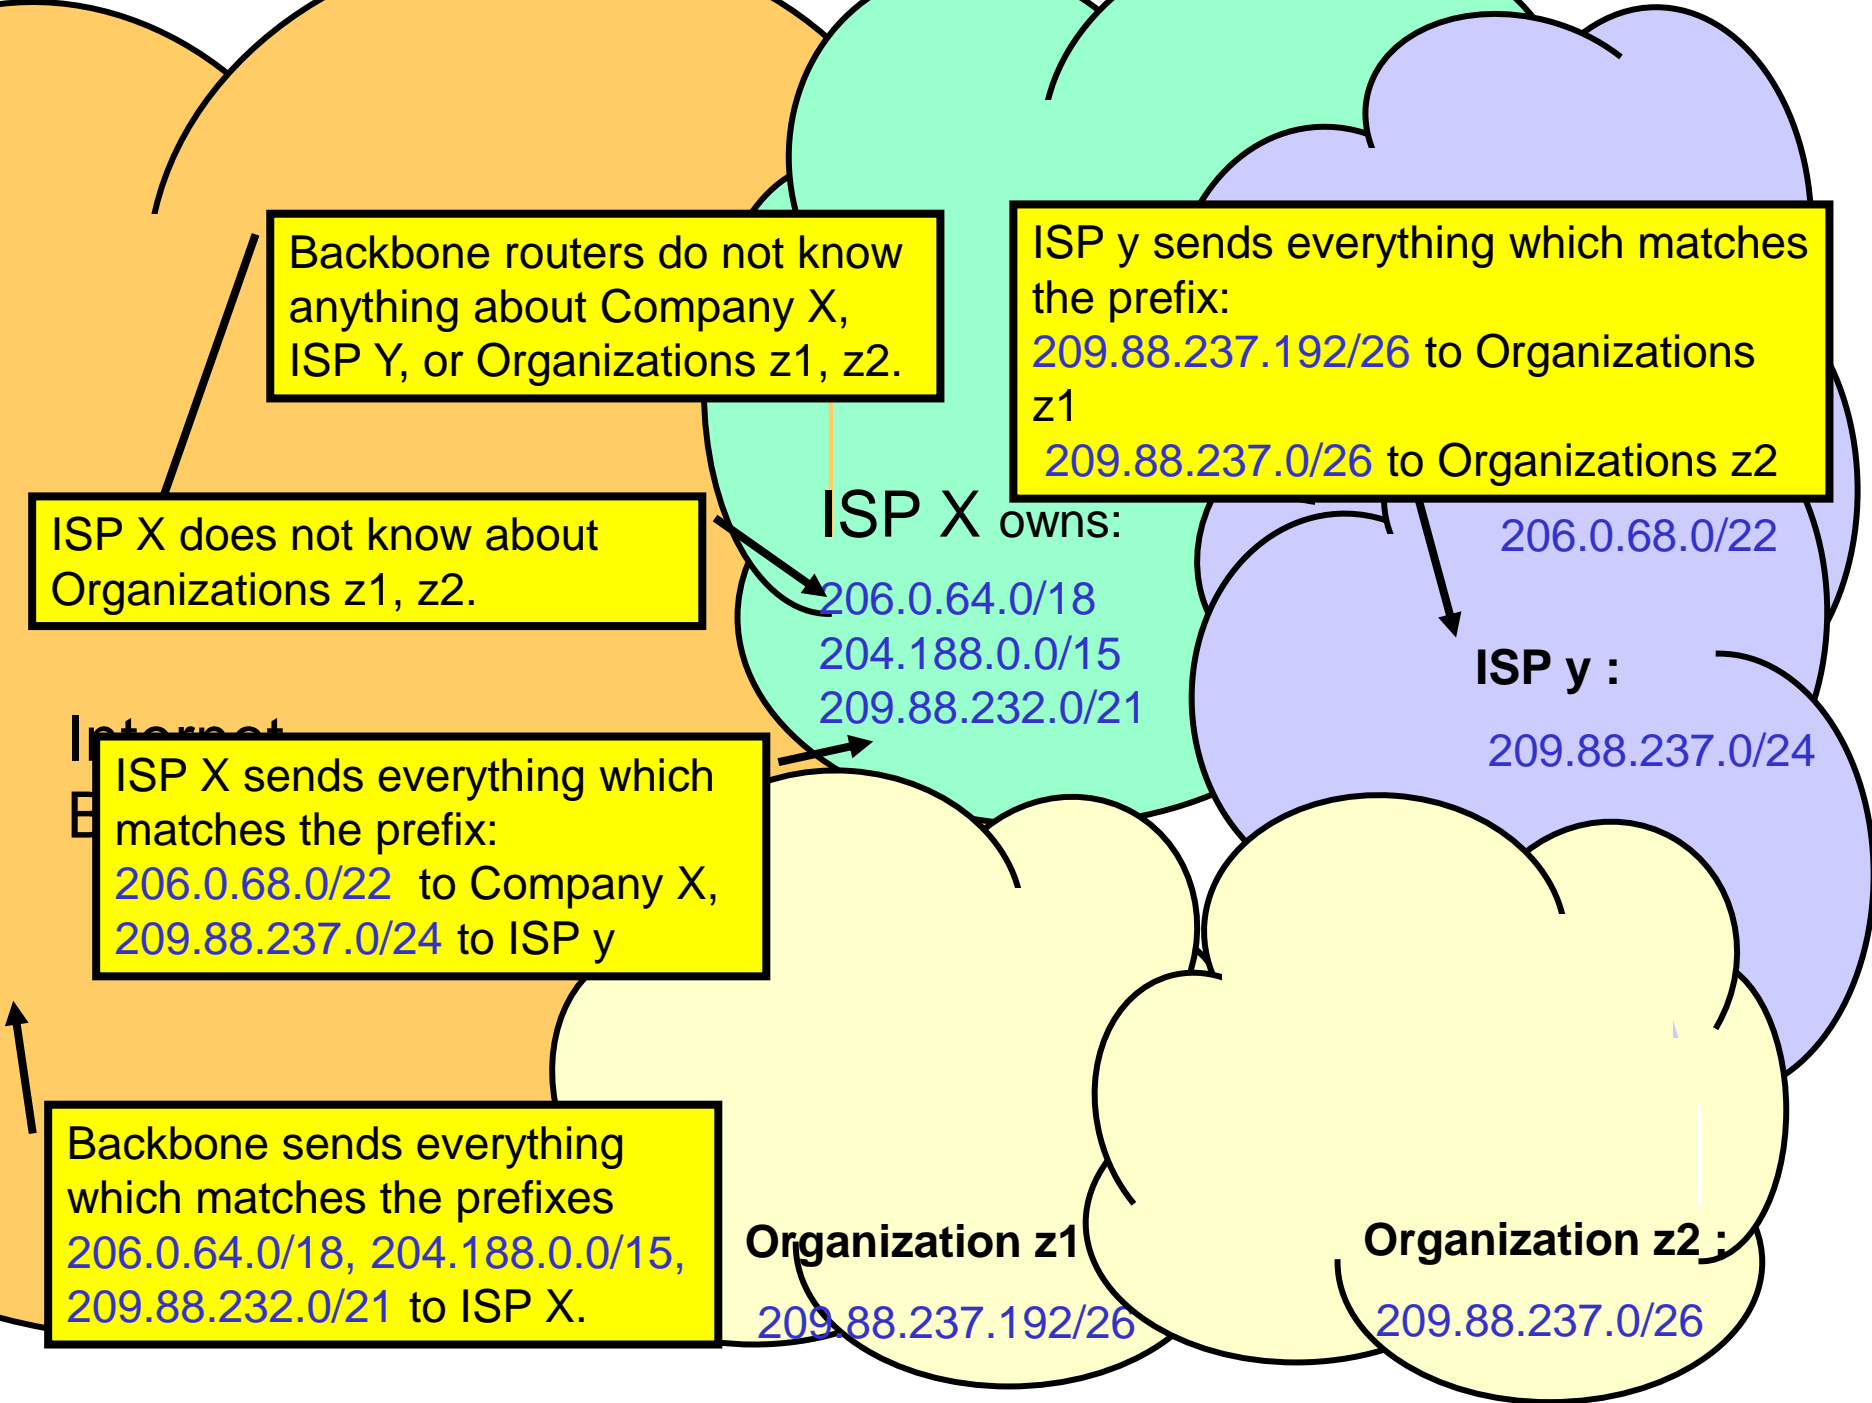 Backbone routers do not know
anything about Company X,
ISP Y, or Organizations z1, z2.
ISP y sends everything which matches
the prefix:
209.88.237.192/26 to Organizations
z1
209.88.237.0/26 to Organizations z2
ISP X does not know about
Organizations z1, z2.
ISP X owns:
206.0.64.0/18
204.188.0.0/15
209.88.232.0/21
206.0.68.0/22
ISP y :
209.88.237.0/24
Internet
ISP X sends everything which
matches the prefix:
206.0.68.0/22 to Company X,
209.88.237.0/24 to ISP y
Backbone sends everything
which matches the prefixes
206.0.64.0/18, 204.188.0.0/15,
209.88.232.0/21 to ISP X.
Organization z1
209.88.237.192/26
Organization z2 :
209.88.237.0/26